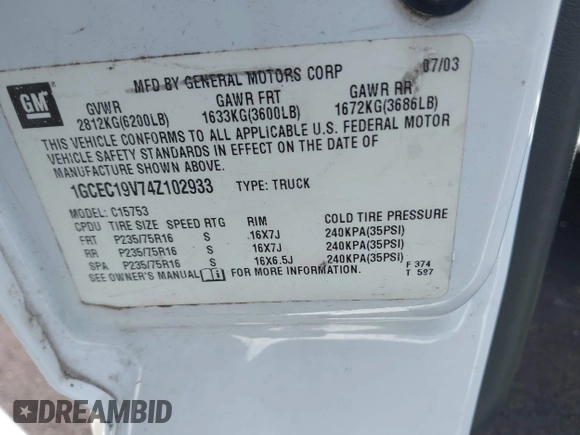 GM
MFD BY GENERAL MOTORS CORP 07/03
GVWR GAWR FRT GAWR RR
2812KG(6200LB) 1633KG(3600LB) 1672KG(3686LB)
THIS VEHICLE CONFORMS TO ALL APPLICABLE U.S. FEDERAL MOTOR
VEHICLE SAFETY STANDARDS IN EFFECT ON THE DATE OF
MANUFACTURE SHOWN ABOVE.
1GCEC19V74Z102933 TYPE: TRUCK
MODEL: C15753
CPDU TIRE SIZE SPEED RTG RIM COLD TIRE PRESSURE
FRT P235/75R16 S 16X7J 240KPA(35PSI)
RR P235/75R16 S 16X7J 240KPA(35PSI)
SPA P235/75R16 S 16X6.5J 240KPA(35PSI)
SEE OWNER'S MANUAL FOR MORE INFORMATION
F 374
T 587
DREAMBID